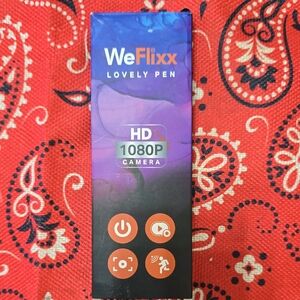 WeFlixx
LOVELY PEN
HD
1080P
CAMERA